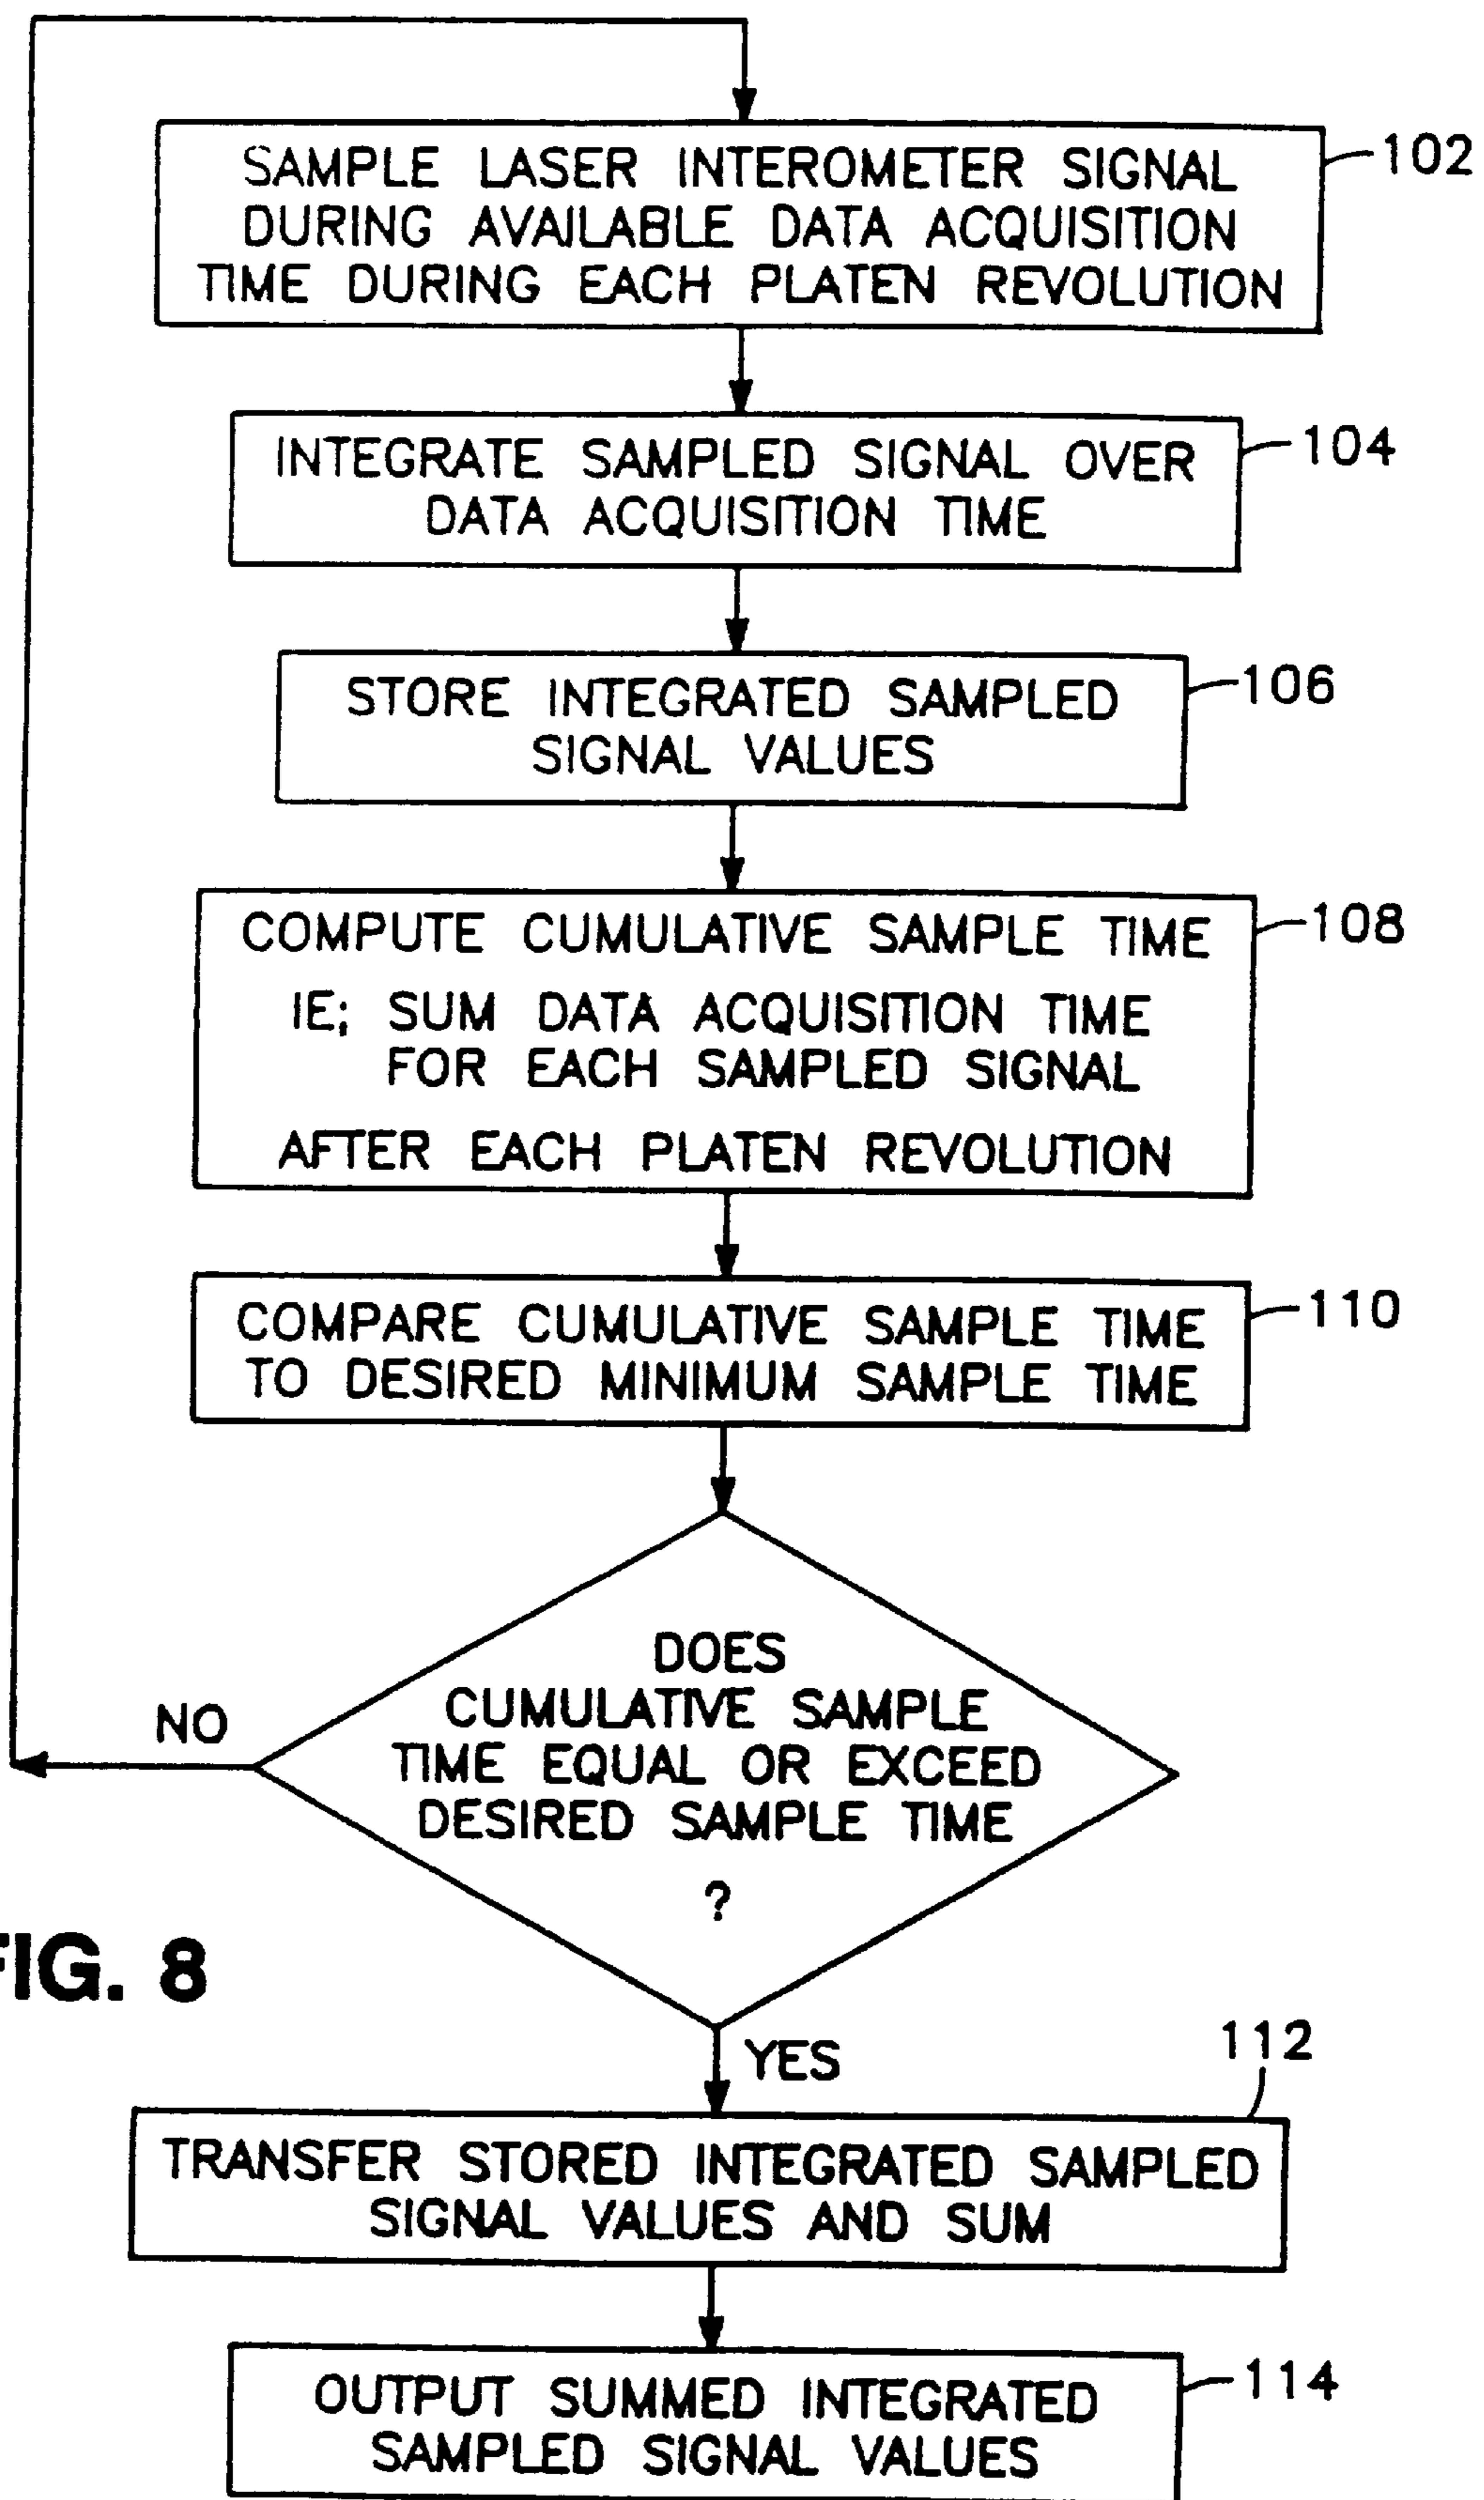 SAMPLE LASER INTEROMETER SIGNAL
DURING AVAILABLE DATA ACQUISITION
TIME DURING EACH PLATEN REVOLUTION
102
INTEGRATE SAMPLED SIGNAL OVER
DATA ACQUISITION TIME
104
STORE INTEGRATED SAMPLED
SIGNAL VALUES
106
COMPUTE CUMULATIVE SAMPLE TIME
IE; SUM DATA ACQUISITION TIME
FOR EACH SAMPLED SIGNAL
AFTER EACH PLATEN REVOLUTION
108
COMPARE CUMULATIVE SAMPLE TIME
TO DESIRED MINIMUM SAMPLE TIME
110
DOES
CUMULATIVE SAMPLE
TIME EQUAL OR EXCEED
DESIRED SAMPLE TIME
?
NO
FIG. 8
YES
112
TRANSFER STORED INTEGRATED SAMPLED
SIGNAL VALUES AND SUM
OUTPUT SUMMED INTEGRATED
SAMPLED SIGNAL VALUES
114